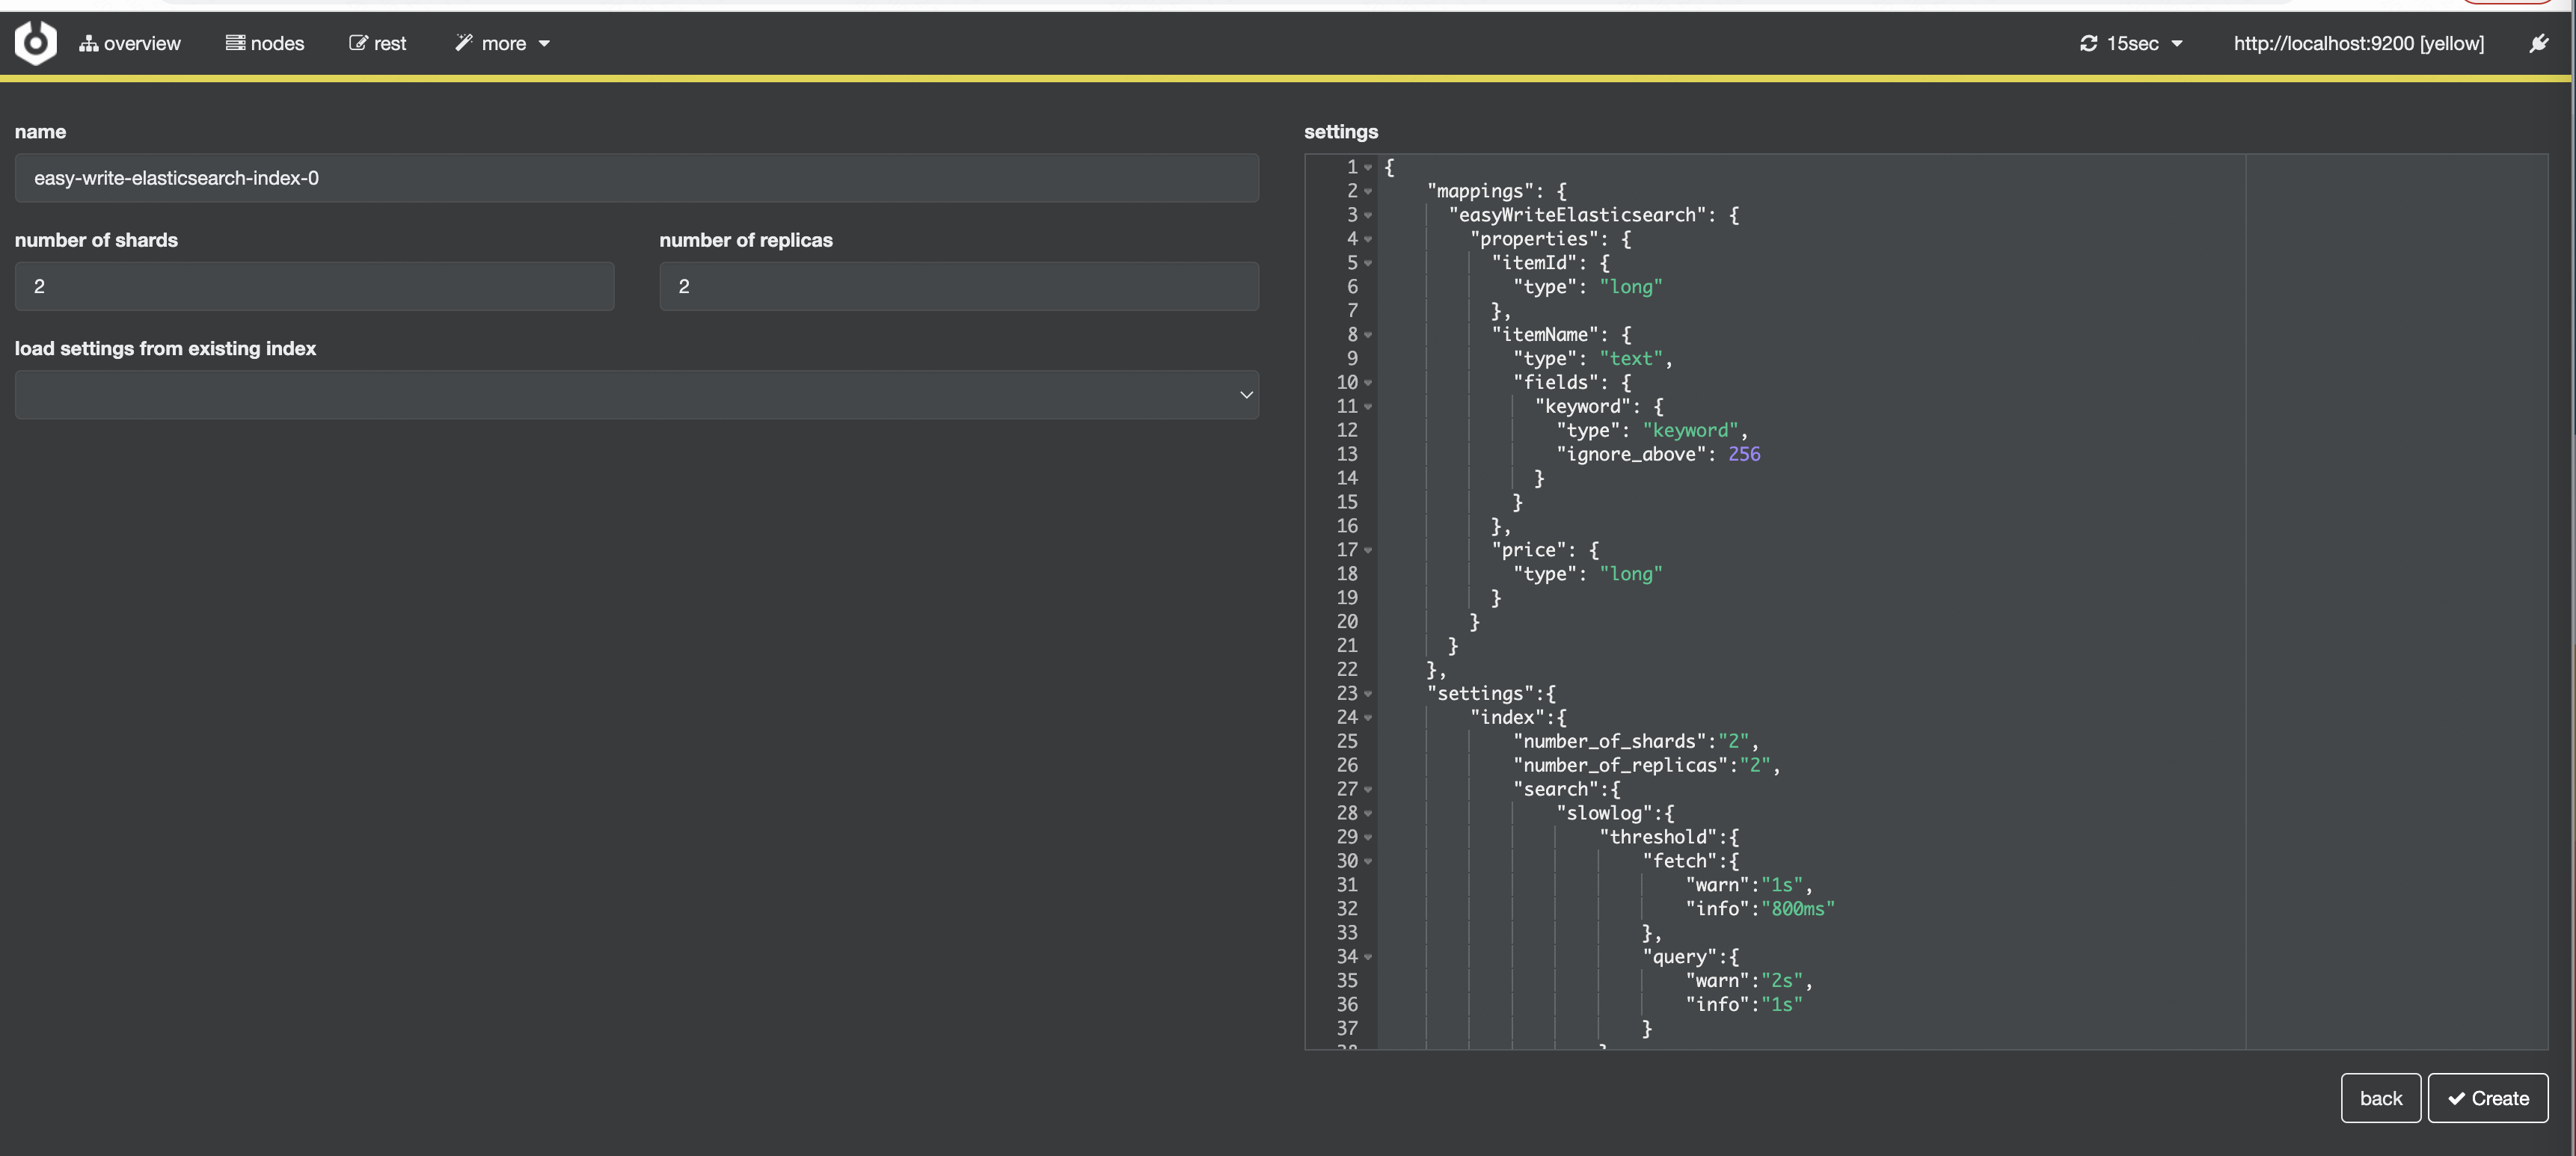 overview nodes rest more 15sec http://localhost:9200 [yellow]
name
easy-write-elasticsearch-index-0
number of shards number of replicas
2 2
load settings from existing index
settings
1 {
2 "mappings": {
3 "easyWriteElasticsearch": {
4 "properties": {
5 "itemId": {
6 "type": "long"
7 },
8 "itemName": {
9 "type": "text",
10 "fields": {
11 "keyword": {
12 "type": "keyword",
13 "ignore_above": 256
14 }
15 }
16 },
17 "price": {
18 "type": "long"
19 }
20 }
21 }
22 },
23 "settings":{
24 "index":{
25 "number_of_shards":"2",
26 "number_of_replicas":"2",
27 "search":{
28 "slowlog":{
29 "threshold":{
30 "fetch":{
31 "warn":"1s",
32 "info":"800ms"
33 },
34 "query":{
35 "warn":"2s",
36 "info":"1s"
37 }
back Create